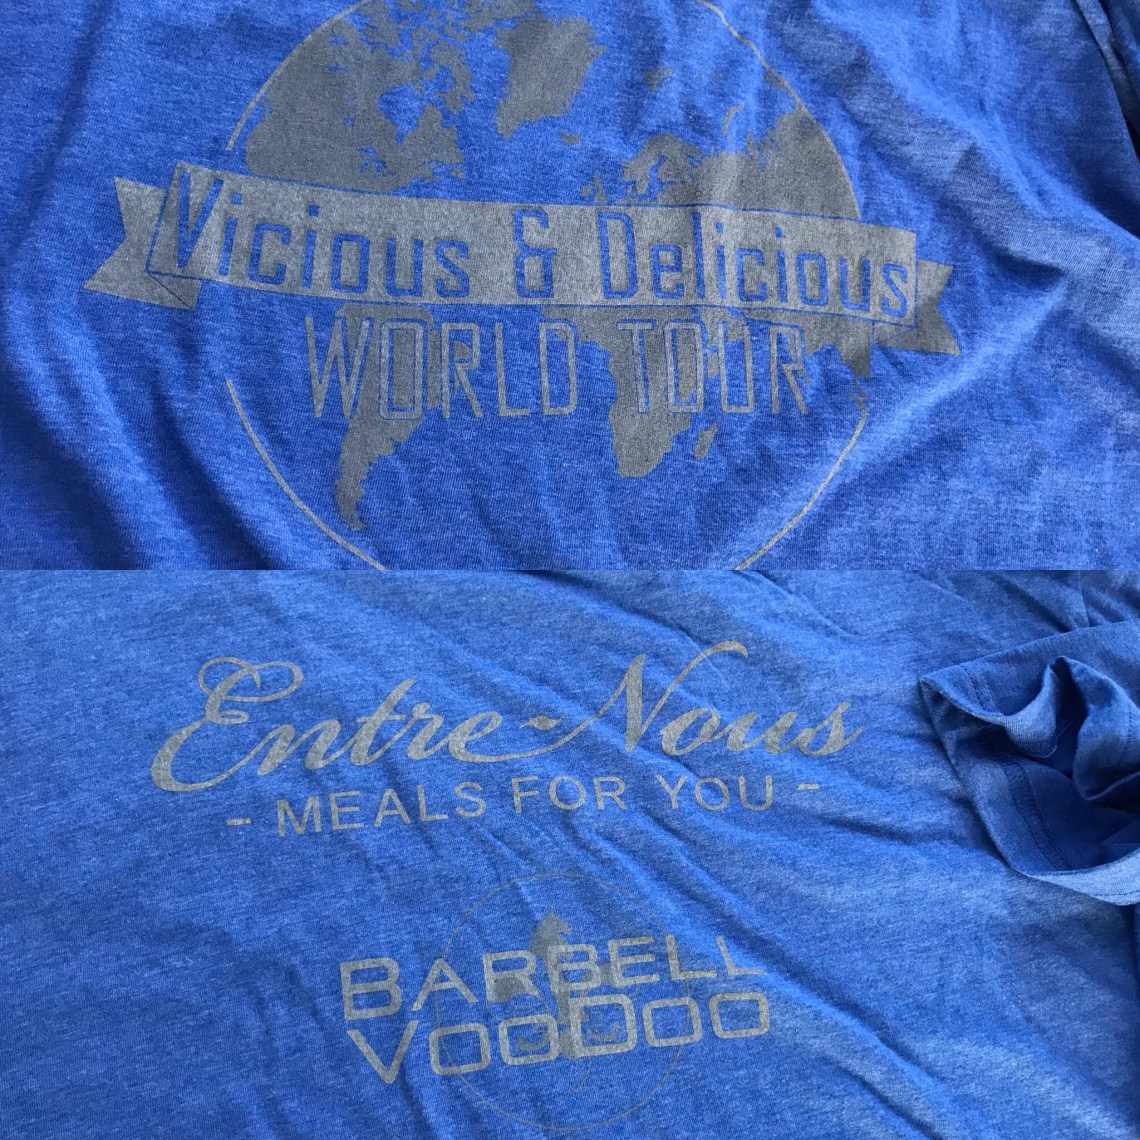 Vicious & Delicious
WORLD TOUR
Entre-Nous
- MEALS FOR YOU -
BARBELL
VOODOO